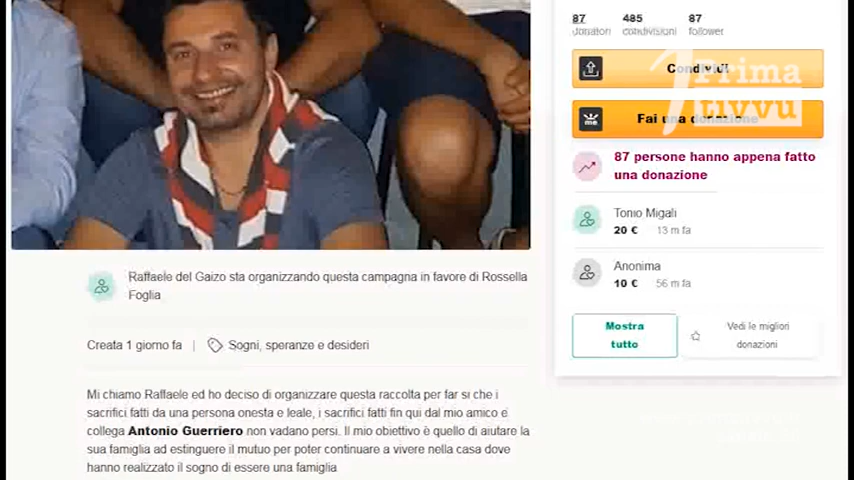 87 485 87
donatori condivisioni follower
Condividi
Prima
tivvu
me Fai una donazione
87 persone hanno appena fatto
una donazione
Tonio Migali
20 € 13 m fa
Anonima
10 € 56 m fa
Mostra
tutto
Vedi le migliori
donazioni
Raffaele del Gaizo sta organizzando questa campagna in favore di Rossella
Foglia
Creata 1 giorno fa | Sogni, speranze e desideri
Mi chiamo Raffaele ed ho deciso di organizzare questa raccolta per far si che i
sacrifici fatti da una persona onesta e leale, i sacrifici fatti fin qui dal mio amico e
collega Antonio Guerriero non vadano persi. Il mio obiettivo è quello di aiutare la
sua famiglia ad estinguere il mutuo per poter continuare a vivere nella casa dove
hanno realizzato il sogno di essere una famiglia